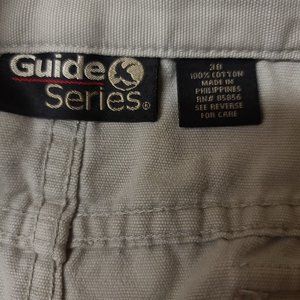 Guide
Series®
38
100% COTTON
MADE IN
PHILIPPINES
RN# 85856
SEE REVERSE
FOR CARE